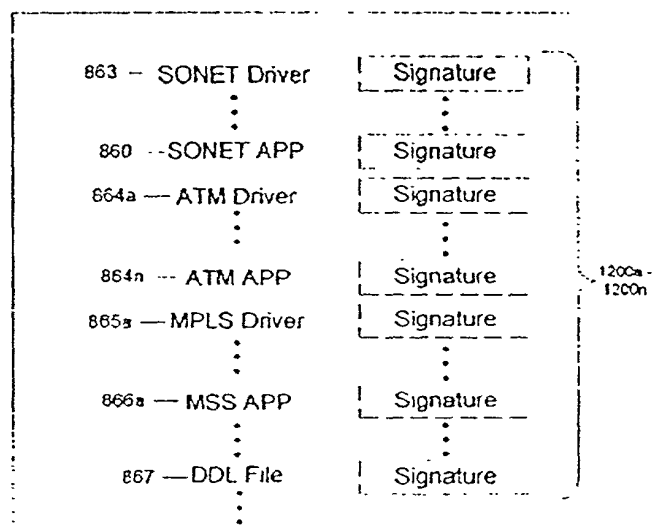 863 – SONET Driver Signature
860 -- SONET APP Signature
864a — ATM Driver Signature
864n -- ATM APP Signature
865a — MPLS Driver Signature
866a — MSS APP Signature
867 — DDL File Signature
1200a -
1200n